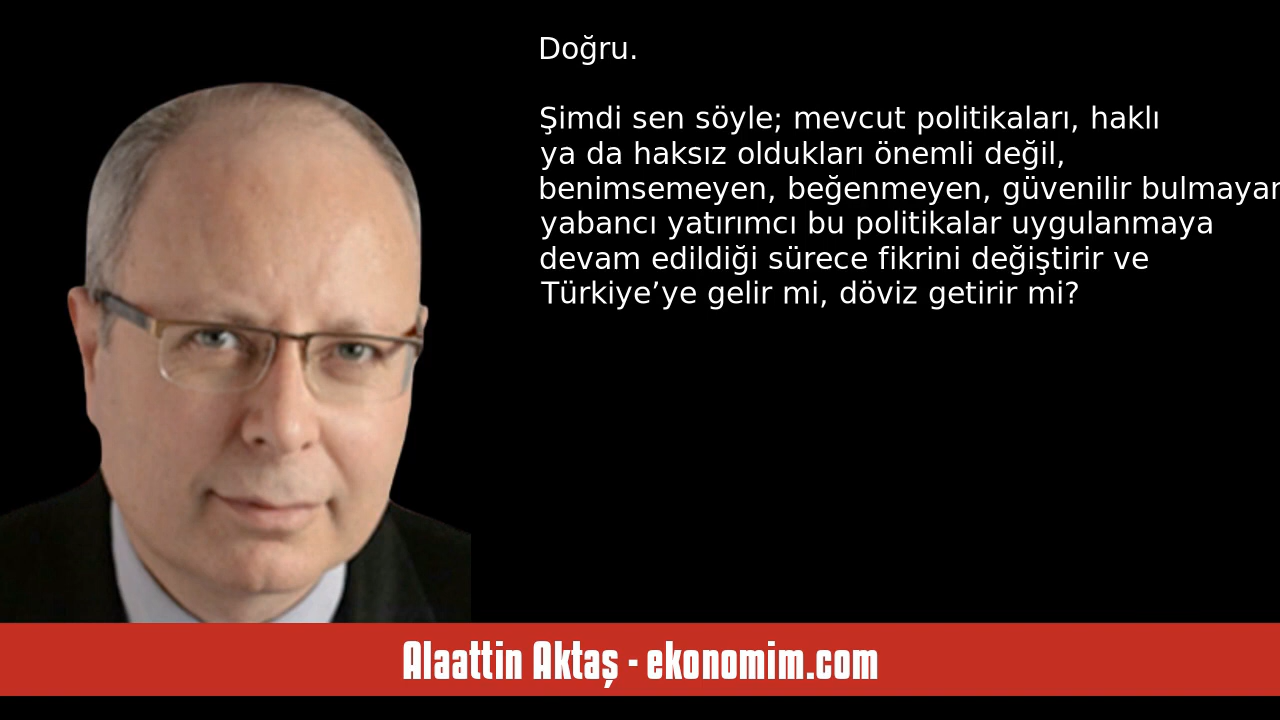 Doğru.
Şimdi sen söyle; mevcut politikaları, haklı
ya da haksız oldukları önemli değil,
benimsemeyen, beğenmeyen, güvenilir bulmayan
yabancı yatırımcı bu politikalar uygulanmaya
devam edildiği sürece fikrini değiştirir ve
Türkiye’ye gelir mi, döviz getirir mi?
Alaattin Aktaş - ekonomim.com